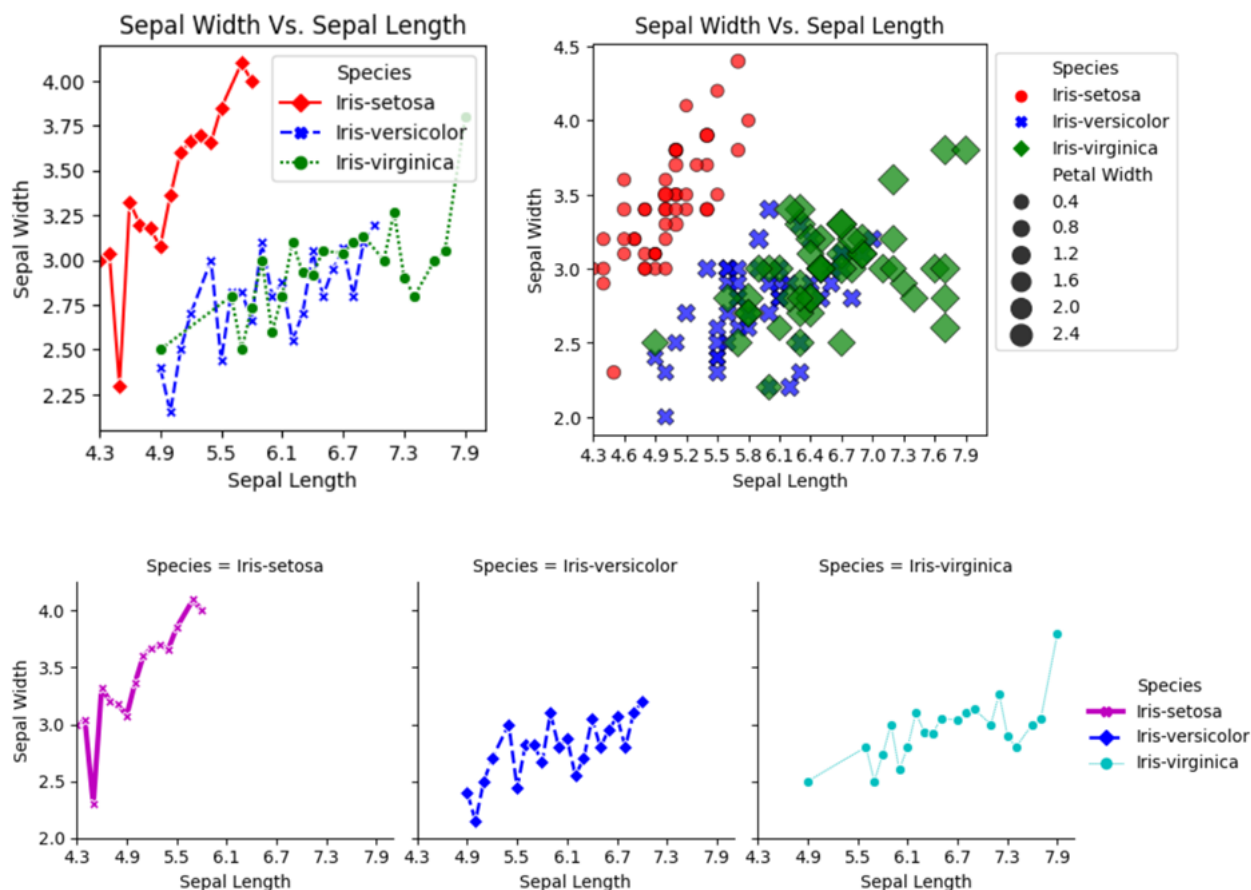 Sepal Width Vs. Sepal Length
4.00
3.75
3.50
3.25
3.00
2.75
2.50
2.25
Sepal Width
4.3 4.9 5.5 6.1 6.7 7.3 7.9
Sepal Length
Species
Iris-setosa
Iris-versicolor
Iris-virginica
Sepal Width Vs. Sepal Length
4.5
4.0
3.5
3.0
2.5
2.0
Sepal Width
4.3 4.6 4.9 5.2 5.5 5.8 6.1 6.4 6.7 7.0 7.3 7.6 7.9
Sepal Length
Species
Iris-setosa
Iris-versicolor
Iris-virginica
Petal Width
0.4
0.8
1.2
1.6
2.0
2.4
Species = Iris-setosa
4.0
3.5
3.0
2.5
2.0
Sepal Width
4.3 4.9 5.5 6.1 6.7 7.3 7.9
Sepal Length
Species = Iris-versicolor
4.3 4.9 5.5 6.1 6.7 7.3 7.9
Sepal Length
Species = Iris-virginica
4.3 4.9 5.5 6.1 6.7 7.3 7.9
Sepal Length
Species
Iris-setosa
Iris-versicolor
Iris-virginica